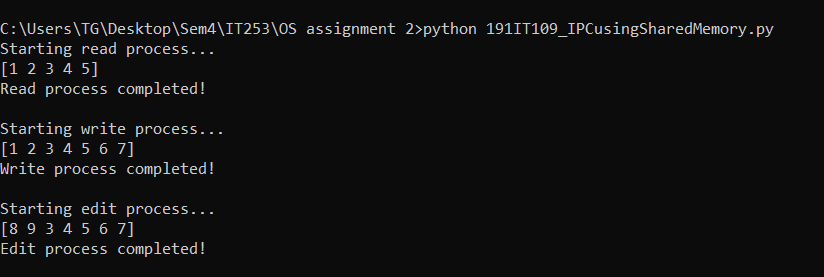 C:\Users\TG\Desktop\Sem4\IT253\OS assignment 2>python 191IT109_IPCusingSharedMemory.py
Starting read process...
[1 2 3 4 5]
Read process completed!
Starting write process...
[1 2 3 4 5 6 7]
Write process completed!
Starting edit process...
[8 9 3 4 5 6 7]
Edit process completed!